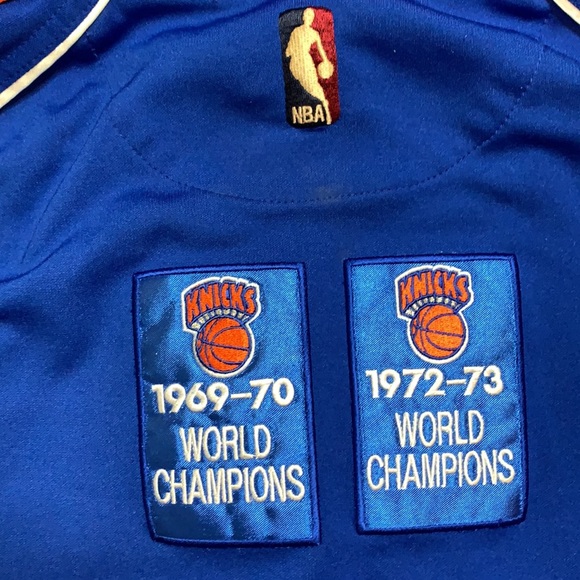 NBA
KNICKS
1969–70
WORLD
CHAMPIONS
KNICKS
1972–73
WORLD
CHAMPIONS